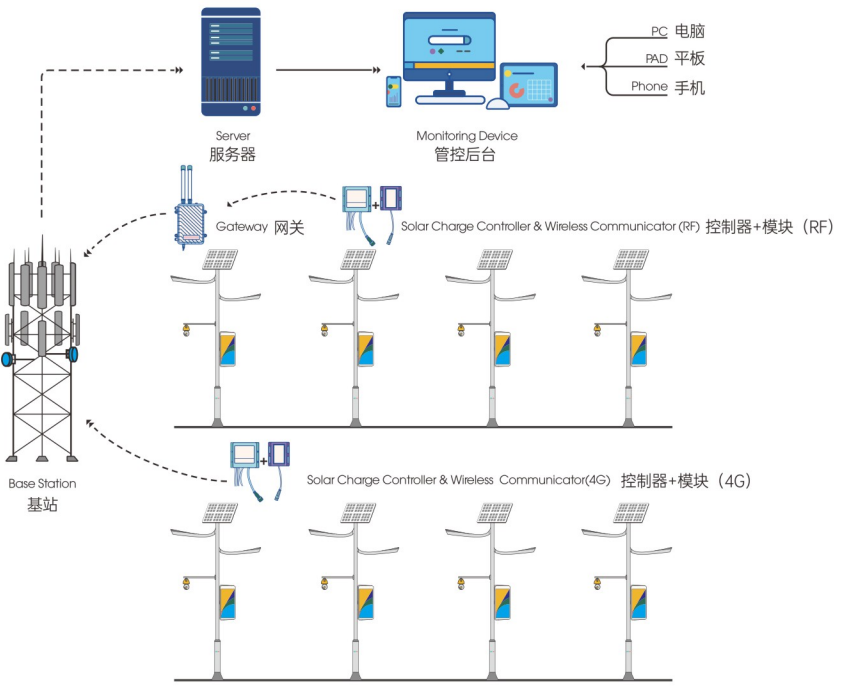 PC 电脑
PAD 平板
Phone 手机
Server
服务器
Monitoring Device
管控后台
Gateway 网关
+
Solar Charge Controller & Wireless Communicator (RF) 控制器+模块（RF）
+
Solar Charge Controller & Wireless Communicator(4G) 控制器+模块（4G）
Base Station
基站